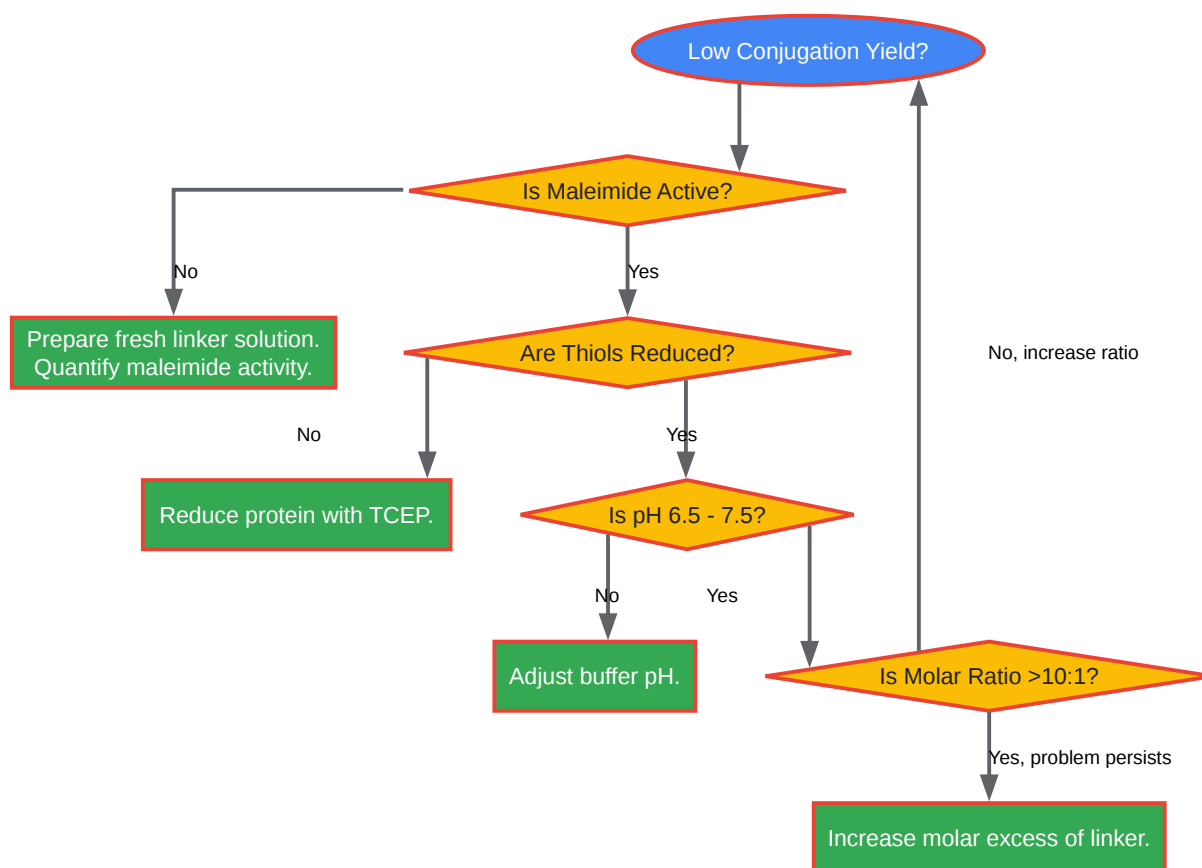 Low Conjugation Yield?
Is Maleimide Active?
No
Yes
Prepare fresh linker solution.
Quantify maleimide activity.
Are Thiols Reduced?
No, increase ratio
No
Yes
Reduce protein with TCEP.
Is pH 6.5 - 7.5?
No
Yes
Adjust buffer pH.
Is Molar Ratio >10:1?
Yes, problem persists
Increase molar excess of linker.